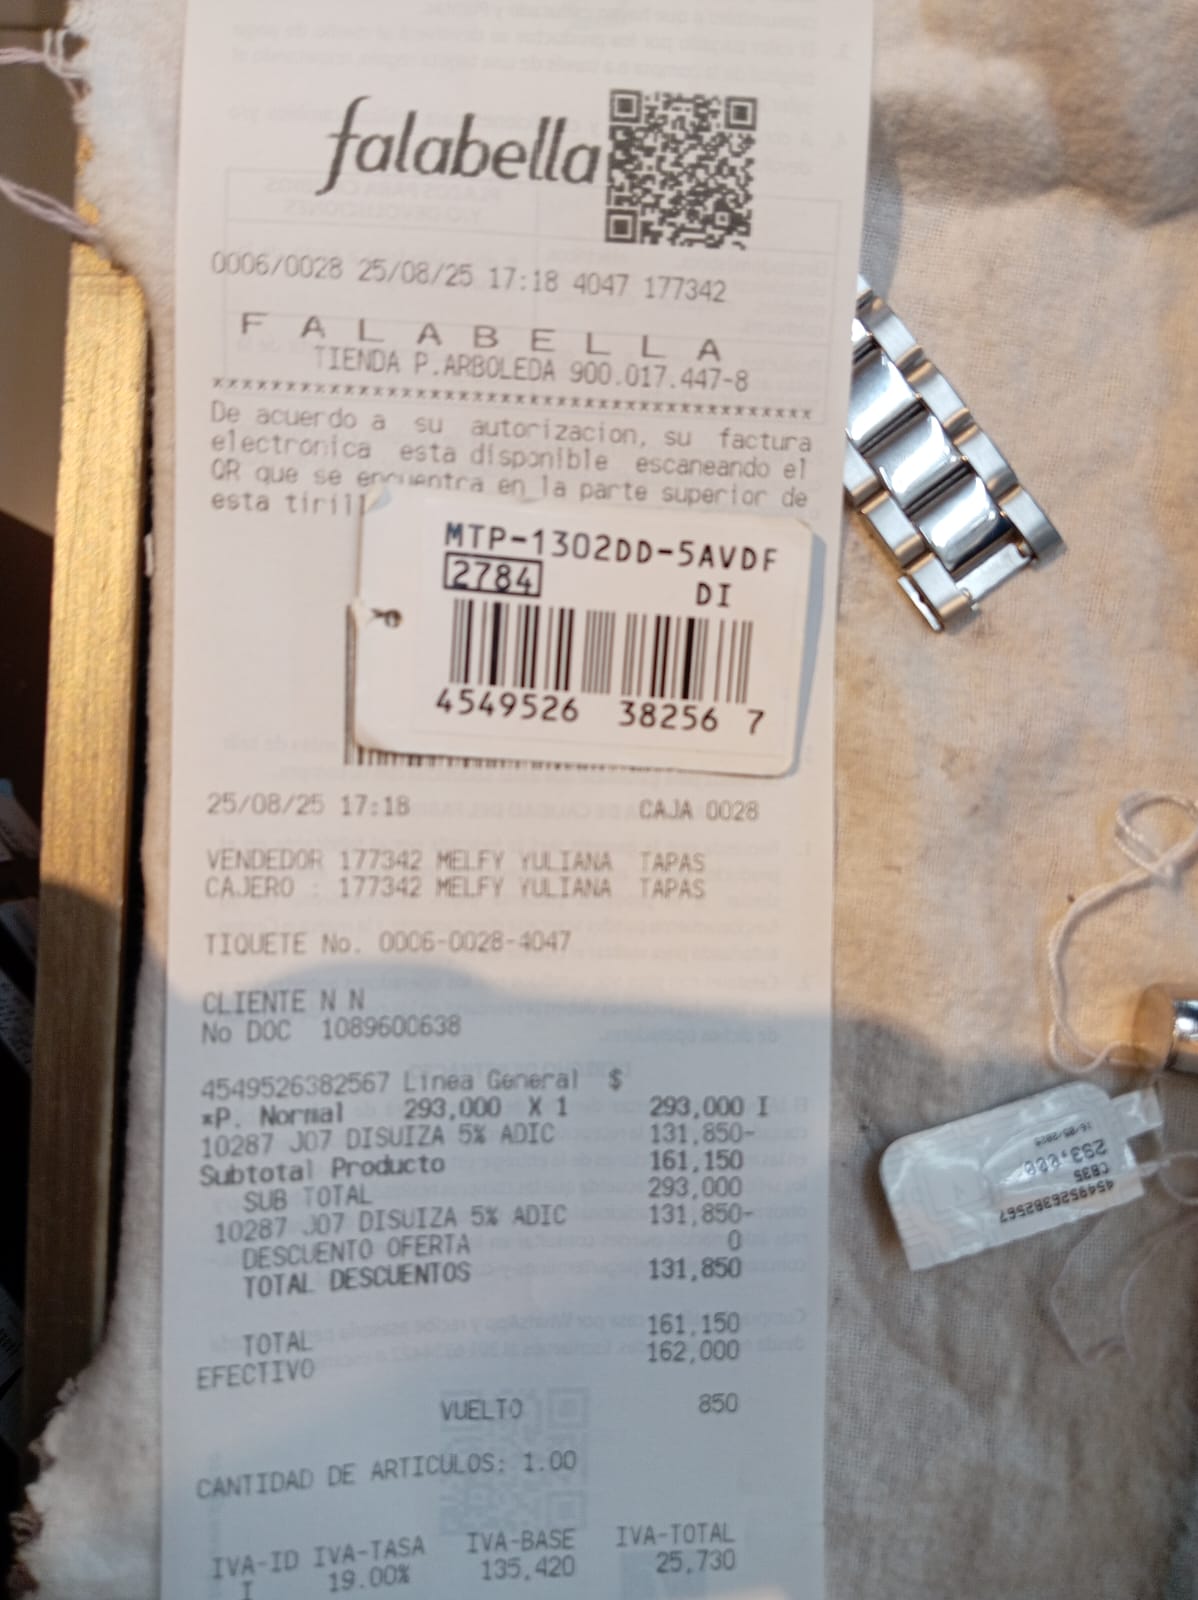 falabella
0006/0028 25/08/25 17:18 4047 177342
F A L A B E L L A
TIENDA P.ARBOLEDA 900.017.447-8
De acuerdo a su autorizacion, su factura
electronica esta disponible escaneando el
QR que se encuentra en la parte superior de
esta tirill
MTP-1302DD-5AVDF
2784 DI
4549526 38256 7
25/08/25 17:18 CAJA 0028
VENDEDOR 177342 MELFY YULIANA TAPAS
CAJERO : 177342 MELFY YULIANA TAPAS
TIQUETE No. 0006-0028-4047
CLIENTE N N
No DOC 1089600638
4549526382567 Linea General $
*P. Normal 293,000 X 1 293,000 I
10287 J07 DISUIZA 5% ADIC 131,850-
Subtotal Producto 161,150
SUB TOTAL 293,000
10287 J07 DISUIZA 5% ADIC 131,850-
DESCUENTO OFERTA 0
TOTAL DESCUENTOS 131,850
TOTAL 161,150
EFECTIVO 162,000
VUELTO 850
CANTIDAD DE ARTICULOS: 1.00
IVA-ID IVA-TASA IVA-BASE IVA-TOTAL
I 19.00% 135,420 25,730
4549526382567
C835
293,000